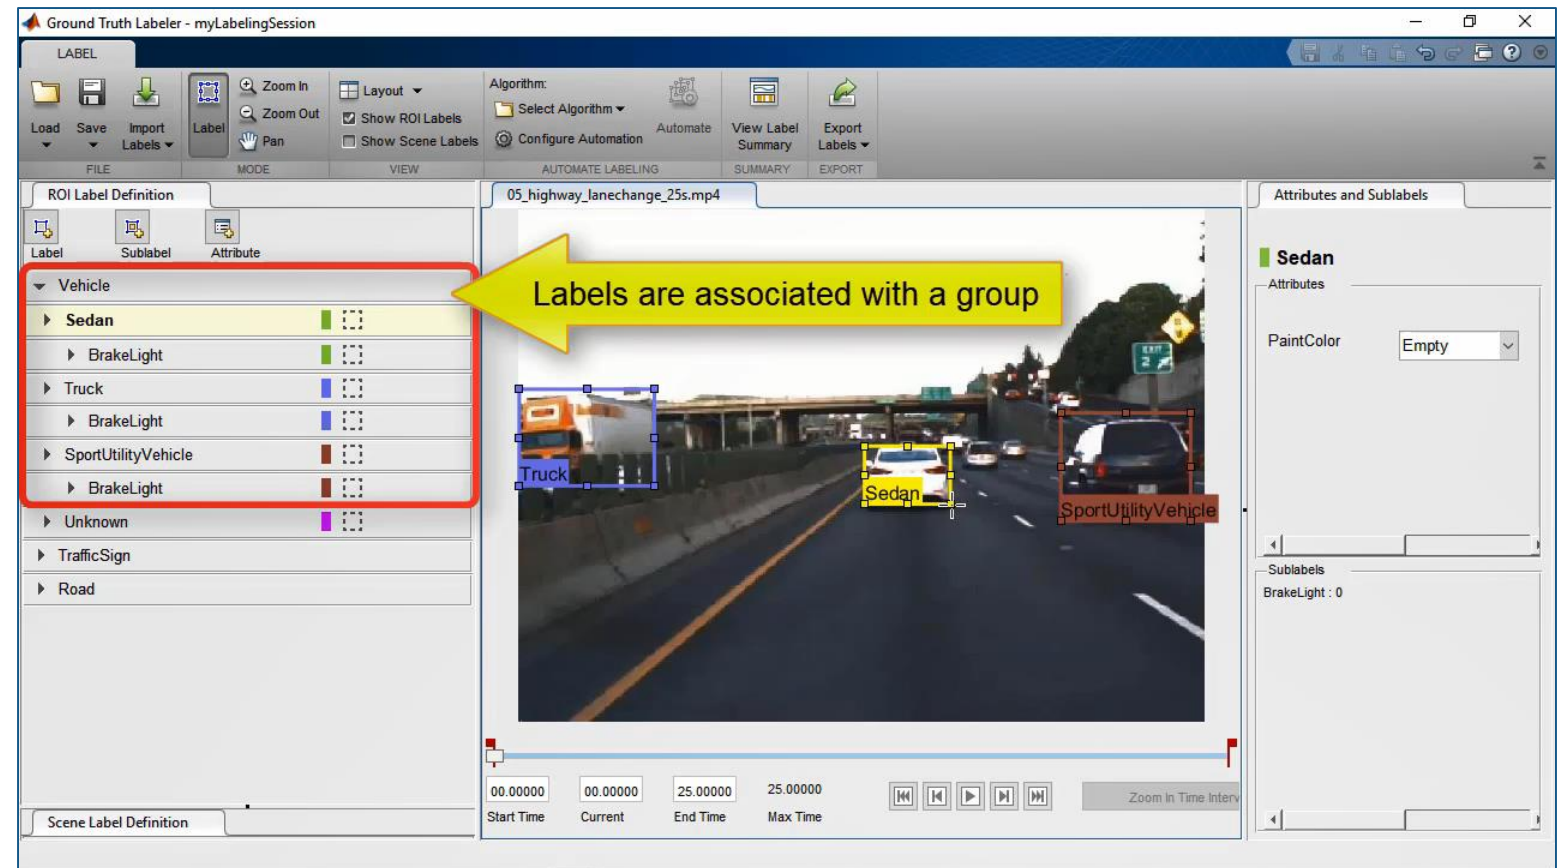 Ground Truth Labeler - myLabelingSession
LABEL
Load
Save
Import
Labels
Label
Zoom In
Zoom Out
Pan
Layout
Show ROI Labels
Show Scene Labels
Algorithm:
Select Algorithm
Configure Automation
Automate
View Label
Summary
Export
Labels
FILE
MODE
VIEW
AUTOMATE LABELING
SUMMARY
EXPORT
ROI Label Definition
Label
Sublabel
Attribute
Vehicle
Sedan
BrakeLight
Truck
BrakeLight
SportUtilityVehicle
BrakeLight
Unknown
TrafficSign
Road
Scene Label Definition
05_highway_lanechange_25s.mp4
Labels are associated with a group
EXIT
2
Truck
Sedan
SportUtilityVehicle
00.00000
00.00000
25.00000
25.00000
Start Time
Current
End Time
Max Time
Zoom In Time Interv
Attributes and Sublabels
Sedan
Attributes
PaintColor
Empty
Sublabels
BrakeLight : 0